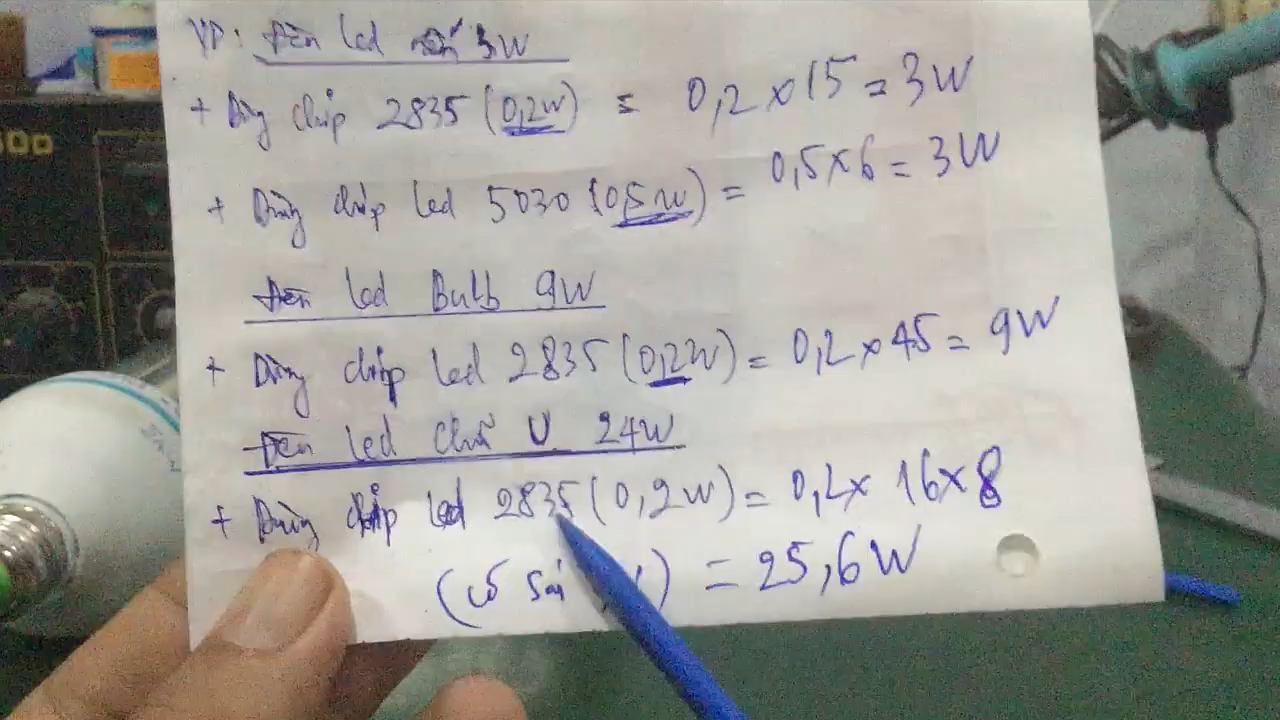 VD: Đèn led 3W
+ Dùng chip 2835 (0,2W) = 0,2 x 15 = 3W
+ Dùng chip led 5030 (0,5W) = 0,5 x 6 = 3W
Đèn led Bulb 9W
+ Dùng chip led 2835 (0,2W) = 0,2 x 45 = 9W
Đèn led chữ U 24W
+ Dùng chip led 2835 (0,2W) = 0,2 x 16 x 8
(có sai) = 25,6W